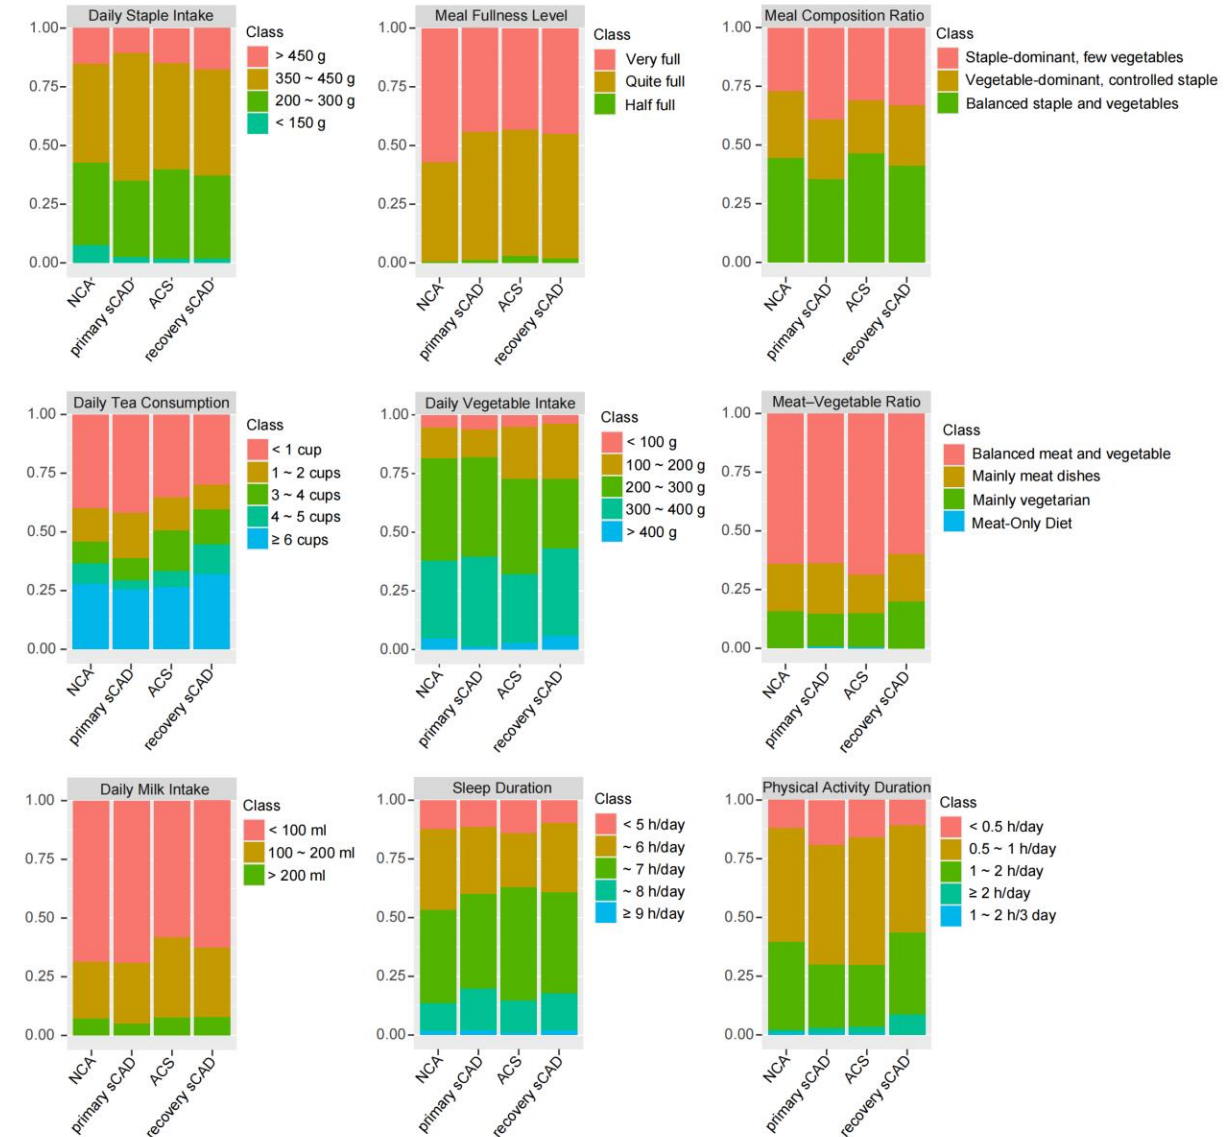 Daily Staple Intake
1.00
0.75
0.50
0.25
0.00
NCA
primary sCAD
ACS
recovery sCAD
Class
> 450 g
350 ~ 450 g
200 ~ 300 g
< 150 g
Meal Fullness Level
1.00
0.75
0.50
0.25
0.00
NCA
primary sCAD
ACS
recovery sCAD
Class
Very full
Quite full
Half full
Meal Composition Ratio
1.00
0.75
0.50
0.25
0.00
NCA
primary sCAD
ACS
recovery sCAD
Class
Staple-dominant, few vegetables
Vegetable-dominant, controlled staple
Balanced staple and vegetables
Daily Tea Consumption
1.00
0.75
0.50
0.25
0.00
NCA
primary sCAD
ACS
recovery sCAD
Class
< 1 cup
1 ~ 2 cups
3 ~ 4 cups
4 ~ 5 cups
≥ 6 cups
Daily Vegetable Intake
1.00
0.75
0.50
0.25
0.00
NCA
primary sCAD
ACS
recovery sCAD
Class
< 100 g
100 ~ 200 g
200 ~ 300 g
300 ~ 400 g
> 400 g
Meat–Vegetable Ratio
1.00
0.75
0.50
0.25
0.00
NCA
primary sCAD
ACS
recovery sCAD
Class
Balanced meat and vegetable
Mainly meat dishes
Mainly vegetarian
Meat-Only Diet
Daily Milk Intake
1.00
0.75
0.50
0.25
0.00
NCA
primary sCAD
ACS
recovery sCAD
Class
< 100 ml
100 ~ 200 ml
> 200 ml
Sleep Duration
1.00
0.75
0.50
0.25
0.00
NCA
primary sCAD
ACS
recovery sCAD
Class
< 5 h/day
~ 6 h/day
~ 7 h/day
~ 8 h/day
≥ 9 h/day
Physical Activity Duration
1.00
0.75
0.50
0.25
0.00
NCA
primary sCAD
ACS
recovery sCAD
Class
< 0.5 h/day
0.5 ~ 1 h/day
1 ~ 2 h/day
≥ 2 h/day
1 ~ 2 h/3 day